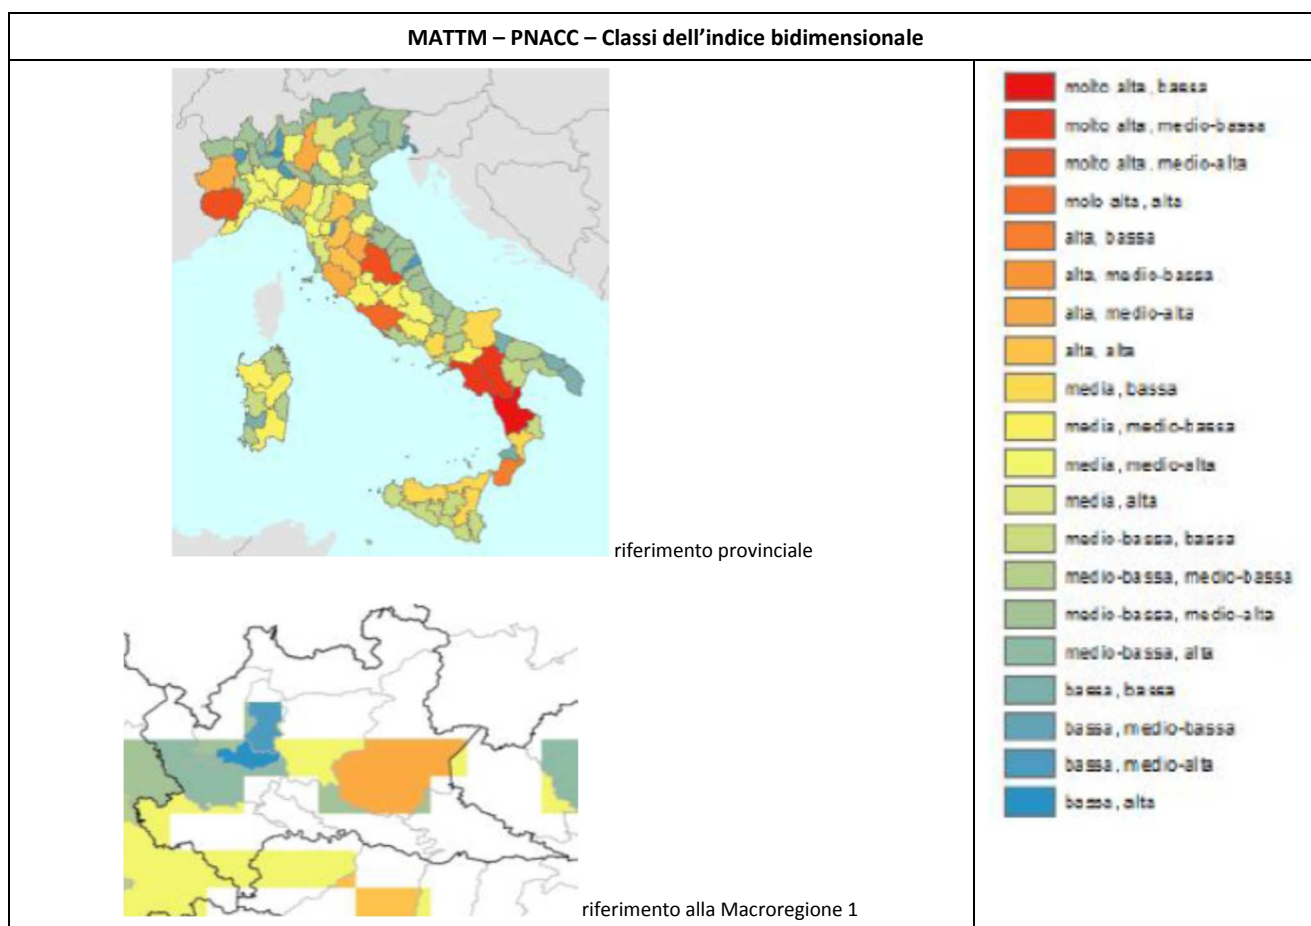 MATTM – PNACC – Classi dell’indice bidimensionale
riferimento provinciale
riferimento alla Macroregione 1
molto alta, bassa
molto alta, medio-bassa
molto alta, medio-alta
molo alta, alta
alta, bassa
alta, medio-bassa
alta, medio-alta
alta, alta
media, bassa
media, medio-bassa
media, medio-alta
media, alta
medio-bassa, bassa
medio-bassa, medio-bassa
medio-bassa, medio-alta
medio-bassa, alta
bassa, bassa
bassa, medio-bassa
bassa, medio-alta
bassa, alta